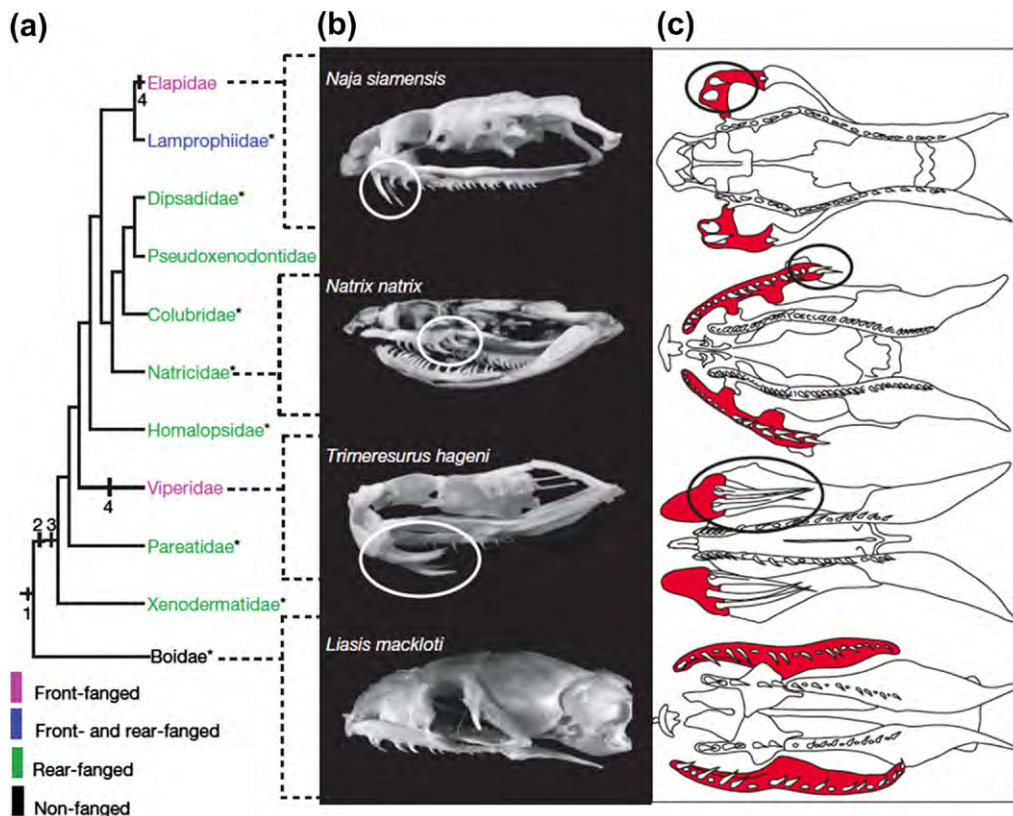 (a)
(b)
(c)
Elapidae
4
Lamprophiidae*
Dipsadidae*
Pseudoxenodontidae
Colubridae*
Natricidae*
Homalopsidae*
Viperidae
4
2 3
Pareatidae*
1
Xenodermatidae*
Boidae*
Front-fanged
Front- and rear-fanged
Rear-fanged
Non-fanged
Naja siamensis
Natrix natrix
Trimeresurus hageni
Liasis mackloti